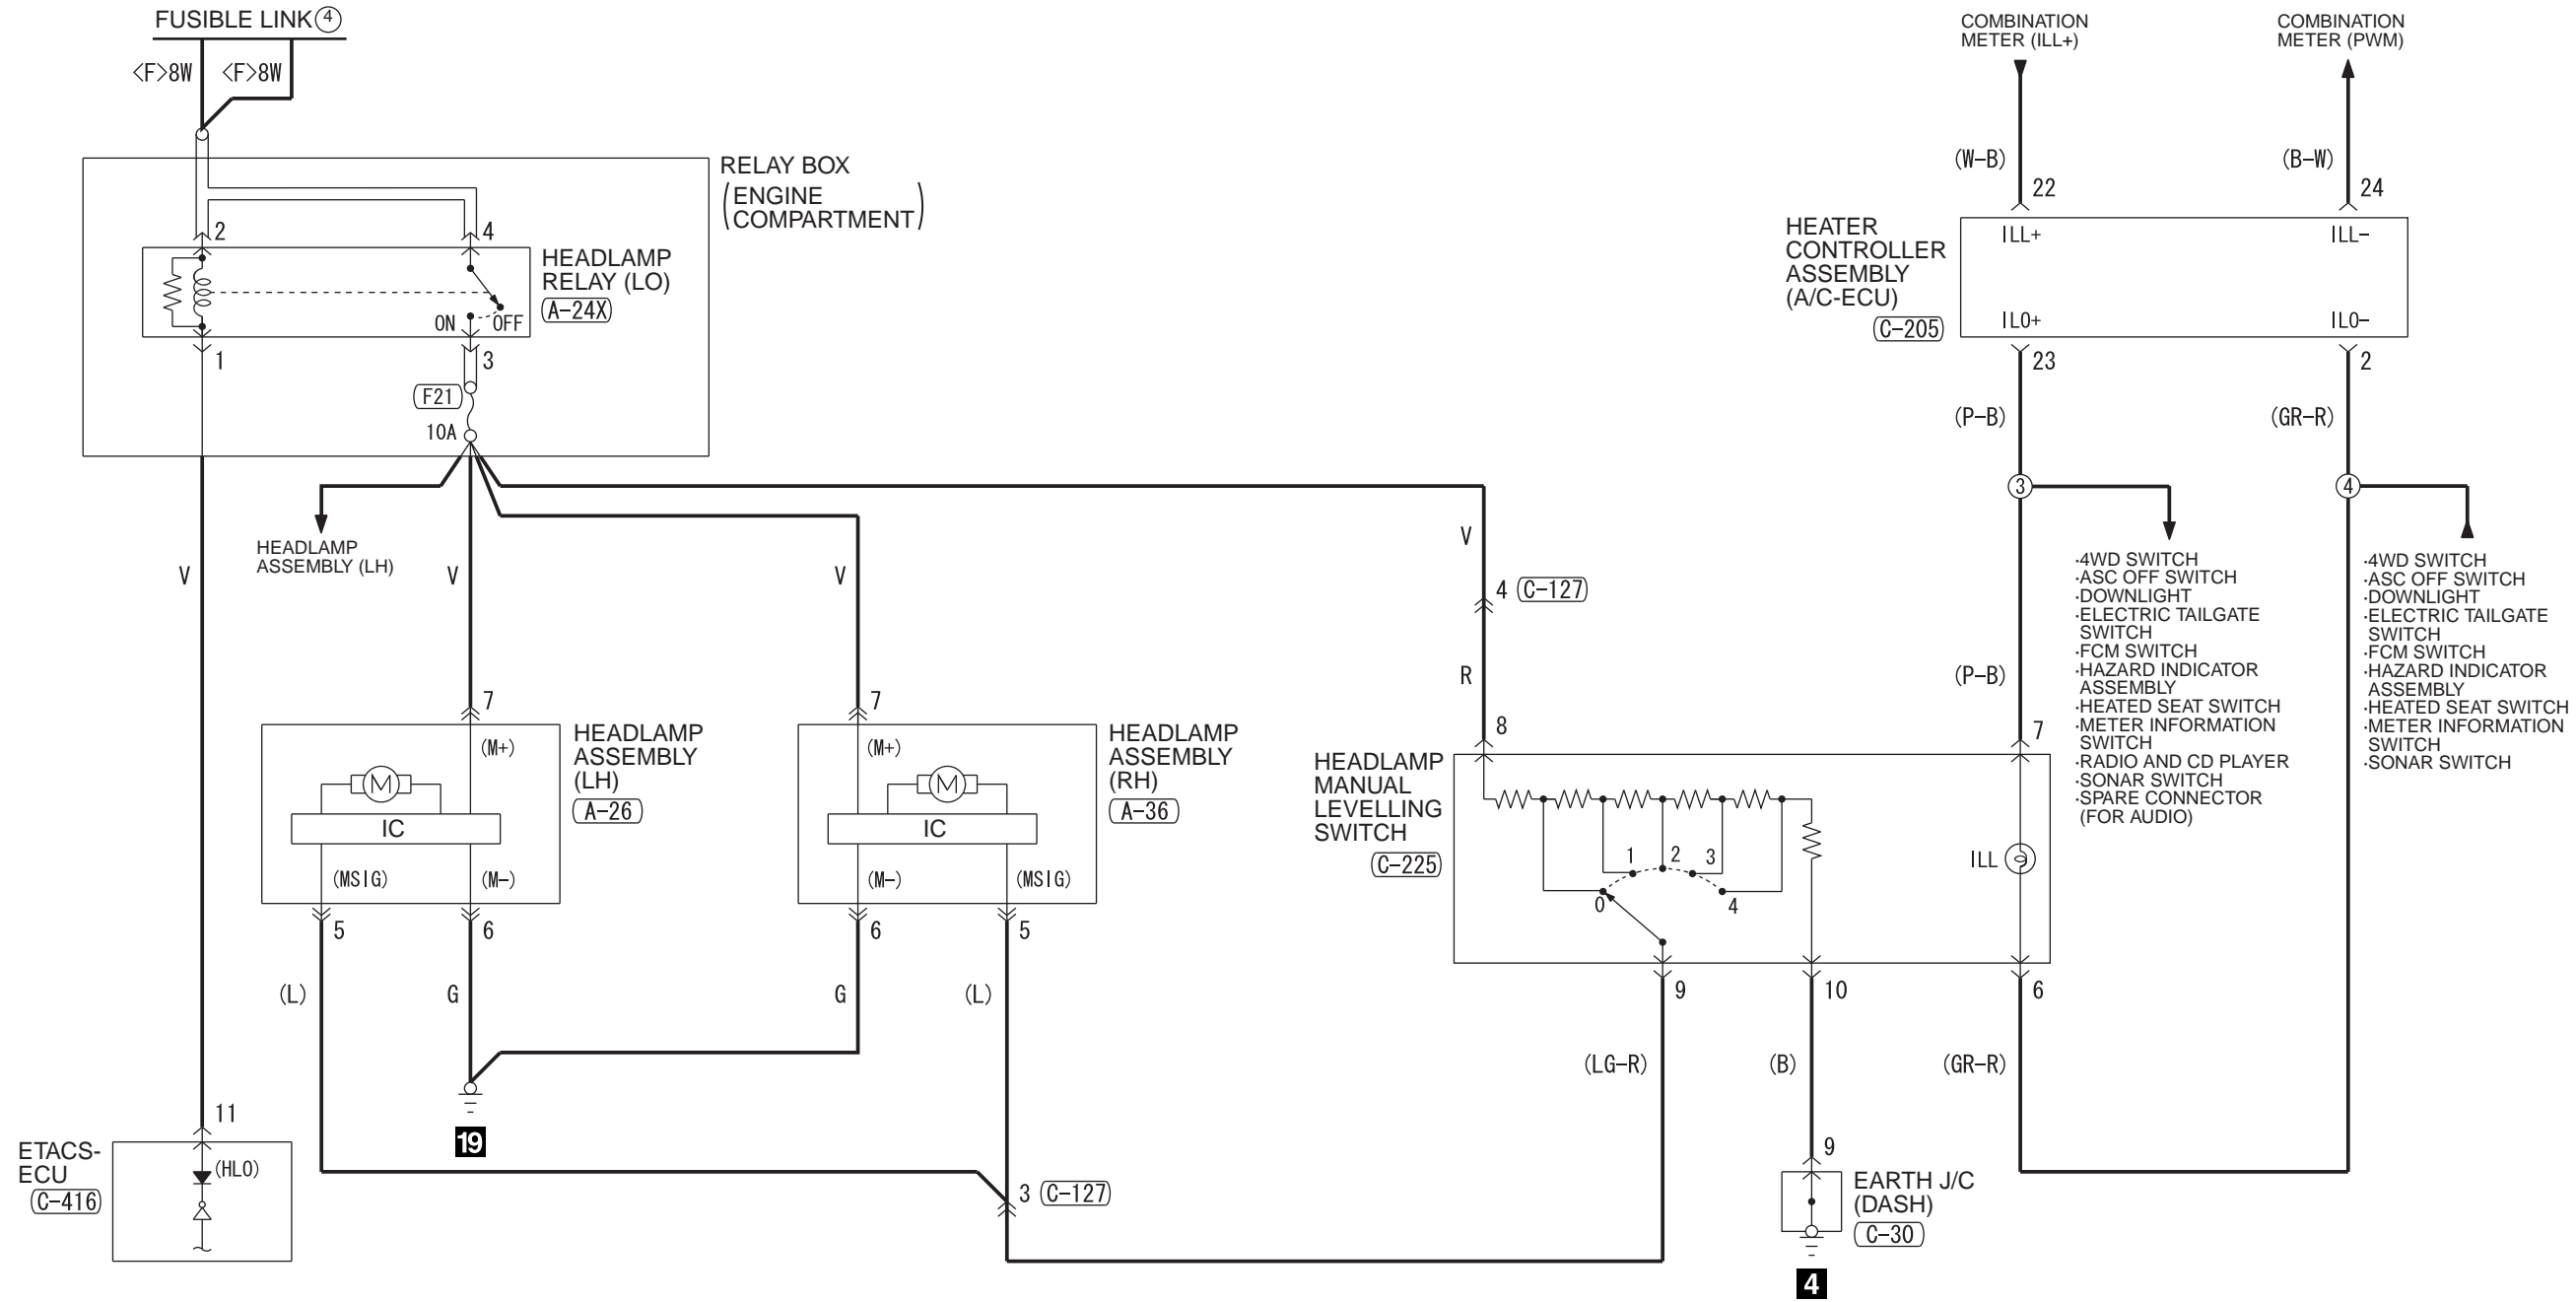 FUSIBLE LINK④
<F>8W <F>8W
RELAY BOX
(ENGINE
COMPARTMENT)
2
4
HEADLAMP
RELAY (LO)
A-24X
ON
OFF
1
3
F21
10A
HEADLAMP
ASSEMBLY (LH)
V
V
V
V
4
C-127
R
COMBINATION
METER (ILL+)
COMBINATION
METER (PWM)
(W-B)
(B-W)
22
24
HEATER
CONTROLLER
ASSEMBLY
(A/C-ECU)
C-205
ILL+
ILL-
ILO+
ILO-
23
2
(P-B)
(GR-R)
3
4
·4WD SWITCH
·ASC OFF SWITCH
·DOWNLIGHT
·ELECTRIC TAILGATE
SWITCH
·FCM SWITCH
·HAZARD INDICATOR
ASSEMBLY
·HEATED SEAT SWITCH
·METER INFORMATION
SWITCH
·RADIO AND CD PLAYER
·SONAR SWITCH
·SPARE CONNECTOR
(FOR AUDIO)
·4WD SWITCH
·ASC OFF SWITCH
·DOWNLIGHT
·ELECTRIC TAILGATE
SWITCH
·FCM SWITCH
·HAZARD INDICATOR
ASSEMBLY
·HEATED SEAT SWITCH
·METER INFORMATION
SWITCH
·SONAR SWITCH
(P-B)
7
(M+)
HEADLAMP
ASSEMBLY
(LH)
A-26
M
IC
(MSIG)
(M-)
5
6
7
(M+)
HEADLAMP
ASSEMBLY
(RH)
A-36
M
IC
(M-)
(MSIG)
6
5
8
7
HEADLAMP
MANUAL
LEVELLING
SWITCH
C-225
0
1
2
3
4
ILL
9
10
6
(L)
G
G
(L)
(LG-R)
(B)
(GR-R)
19
11
ETACS-
ECU
C-416
(HLO)
3
C-127
9
EARTH J/C
(DASH)
C-30
4